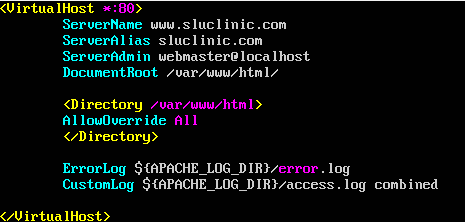 <VirtualHost *:80>
ServerName www.sluclinic.com
ServerAlias sluclinic.com
ServerAdmin webmaster@localhost
DocumentRoot /var/www/html/
<Directory /var/www/html>
AllowOverride All
</Directory>
ErrorLog ${APACHE_LOG_DIR}/error.log
CustomLog ${APACHE_LOG_DIR}/access.log combined
</VirtualHost>